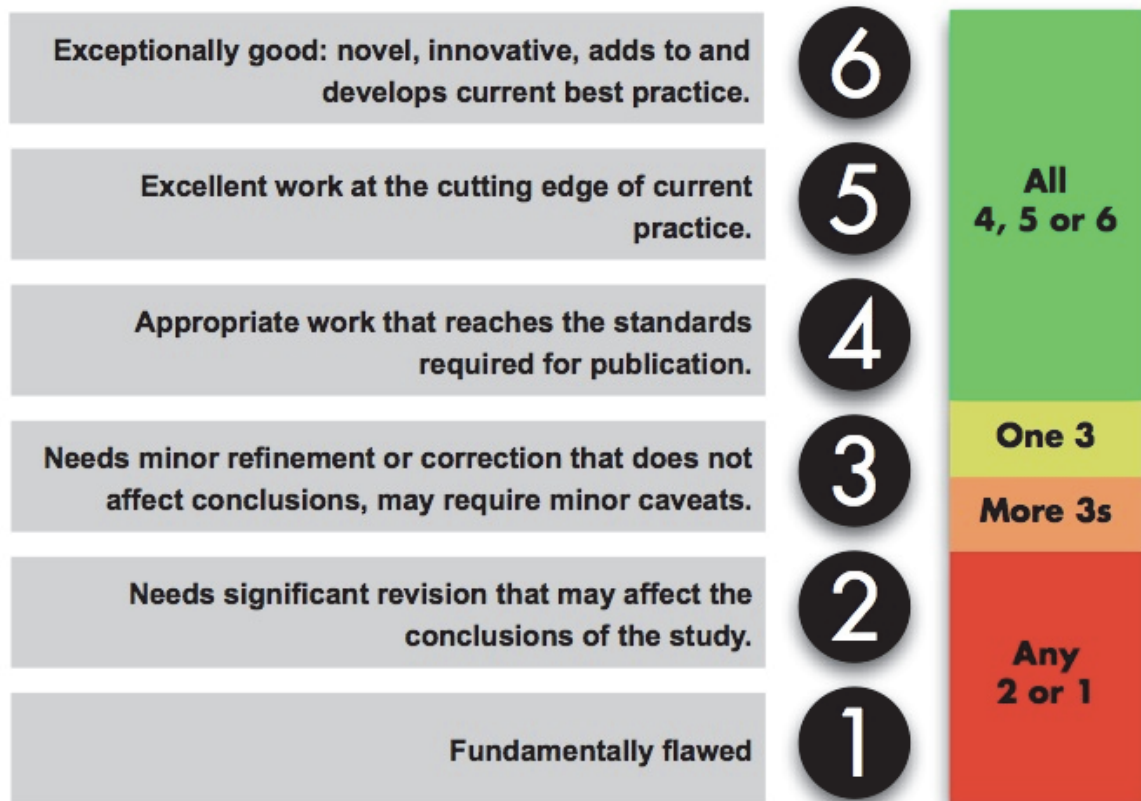 Exceptionally good: novel, innovative, adds to and
develops current best practice.
6
Excellent work at the cutting edge of current
practice.
5
All
4, 5 or 6
Appropriate work that reaches the standards
required for publication.
4
Needs minor refinement or correction that does not
affect conclusions, may require minor caveats.
3
One 3
More 3s
Needs significant revision that may affect the
conclusions of the study.
2
Any
2 or 1
Fundamentally flawed
1